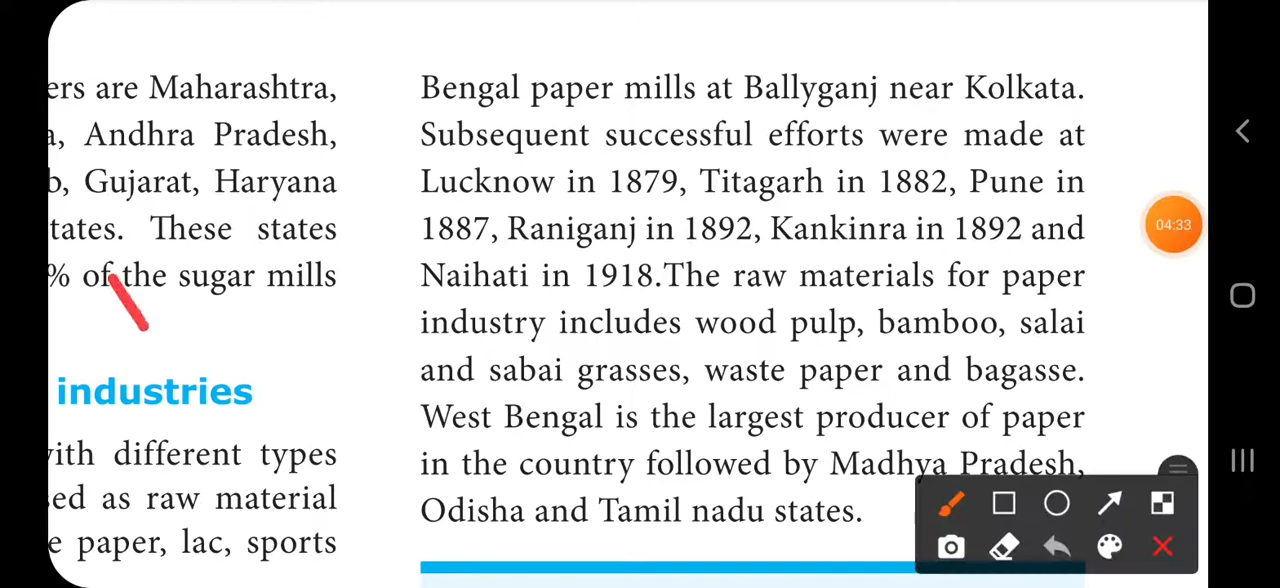 ers are Maharashtra,
a, Andhra Pradesh,
b, Gujarat, Haryana
tates. These states
% of the sugar mills
industries
with different types
sed as raw material
e paper, lac, sports
Bengal paper mills at Ballyganj near Kolkata.
Subsequent successful efforts were made at
Lucknow in 1879, Titagarh in 1882, Pune in
1887, Raniganj in 1892, Kankinra in 1892 and
Naihati in 1918.The raw materials for paper
industry includes wood pulp, bamboo, salai
and sabai grasses, waste paper and bagasse.
West Bengal is the largest producer of paper
in the country followed by Madhya Pradesh,
Odisha and Tamil nadu states.
04:33